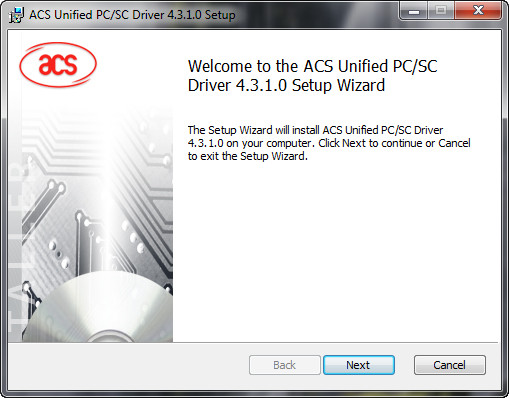 ACS Unified PC/SC Driver 4.3.1.0 Setup
acs
Welcome to the ACS Unified PC/SC
Driver 4.3.1.0 Setup Wizard
The Setup Wizard will install ACS Unified PC/SC Driver
4.3.1.0 on your computer. Click Next to continue or Cancel
to exit the Setup Wizard.
TALLER
Back
Next
Cancel